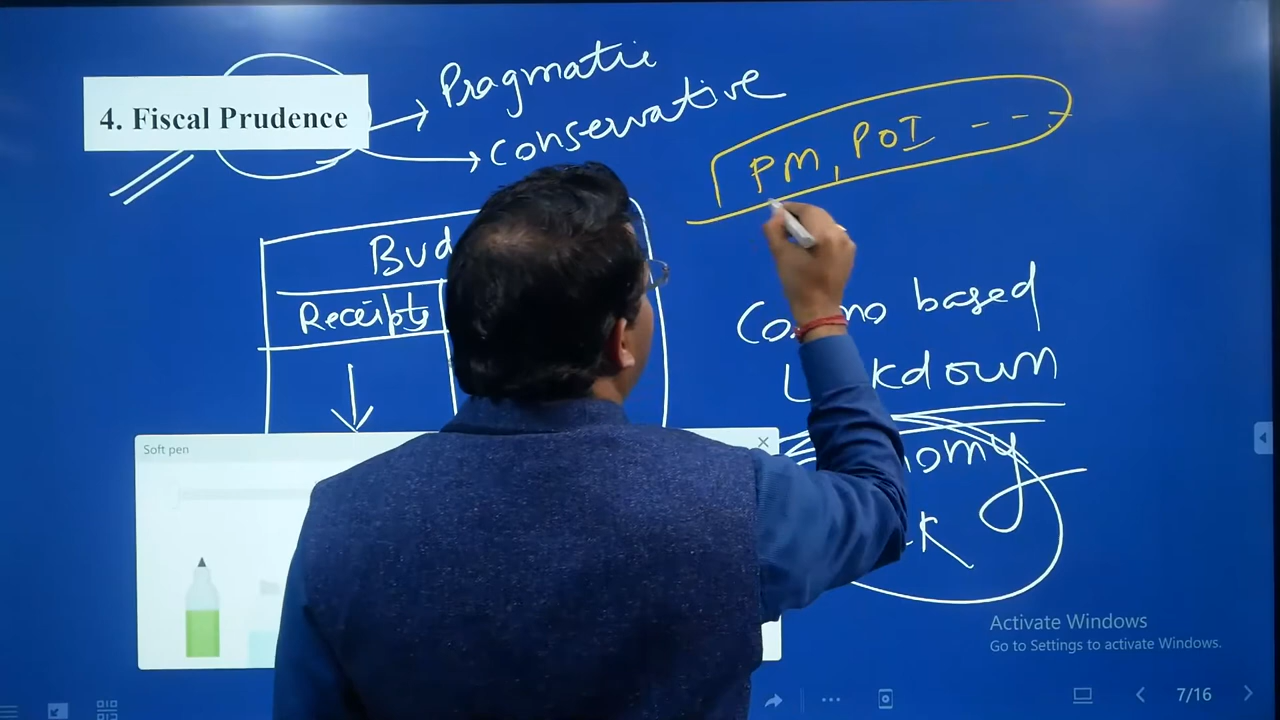 4. Fiscal Prudence
Pragmatic
Conservative
PM, POI - - -
Bud
Receipts
based
Soft pen
Activate Windows
Go to Settings to activate Windows.
7/16